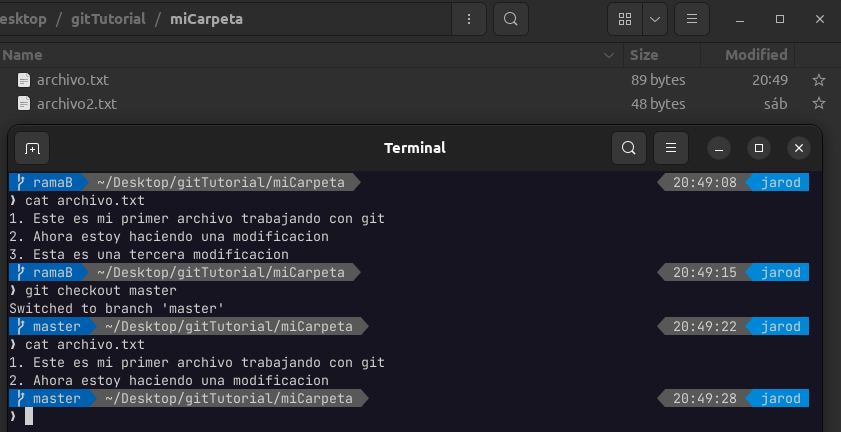 esktop / gitTutorial / miCarpeta
Name Size Modified
archivo.txt 89 bytes 20:49
archivo2.txt 48 bytes sáb
Terminal
ramaB ~/Desktop/gitTutorial/miCarpeta 20:49:08 jarod
❯ cat archivo.txt
1. Este es mi primer archivo trabajando con git
2. Ahora estoy haciendo una modificacion
3. Esta es una tercera modificacion
ramaB ~/Desktop/gitTutorial/miCarpeta 20:49:15 jarod
❯ git checkout master
Switched to branch 'master'
master ~/Desktop/gitTutorial/miCarpeta 20:49:22 jarod
❯ cat archivo.txt
1. Este es mi primer archivo trabajando con git
2. Ahora estoy haciendo una modificacion
master ~/Desktop/gitTutorial/miCarpeta 20:49:28 jarod
❯